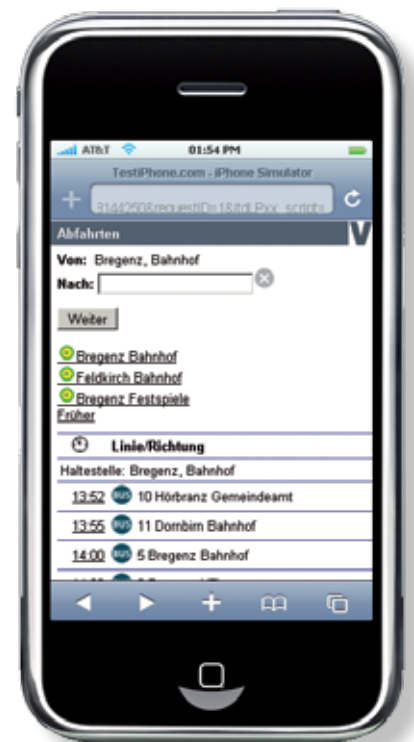 AT&T 01:54 PM
TestiPhone.com - iPhone Simulator
Abfahrten V
Von: Bregenz, Bahnhof
Nach:
Weiter
Bregenz Bahnhof
Feldkirch Bahnhof
Bregenz Festspiele
Früher
Linie/Richtung
Haltestelle: Bregenz, Bahnhof
13:52 BUS 10 Hörbranz Gemeindeamt
13:55 BUS 11 Dornbirn Bahnhof
14:00 BUS 5 Bregenz Bahnhof